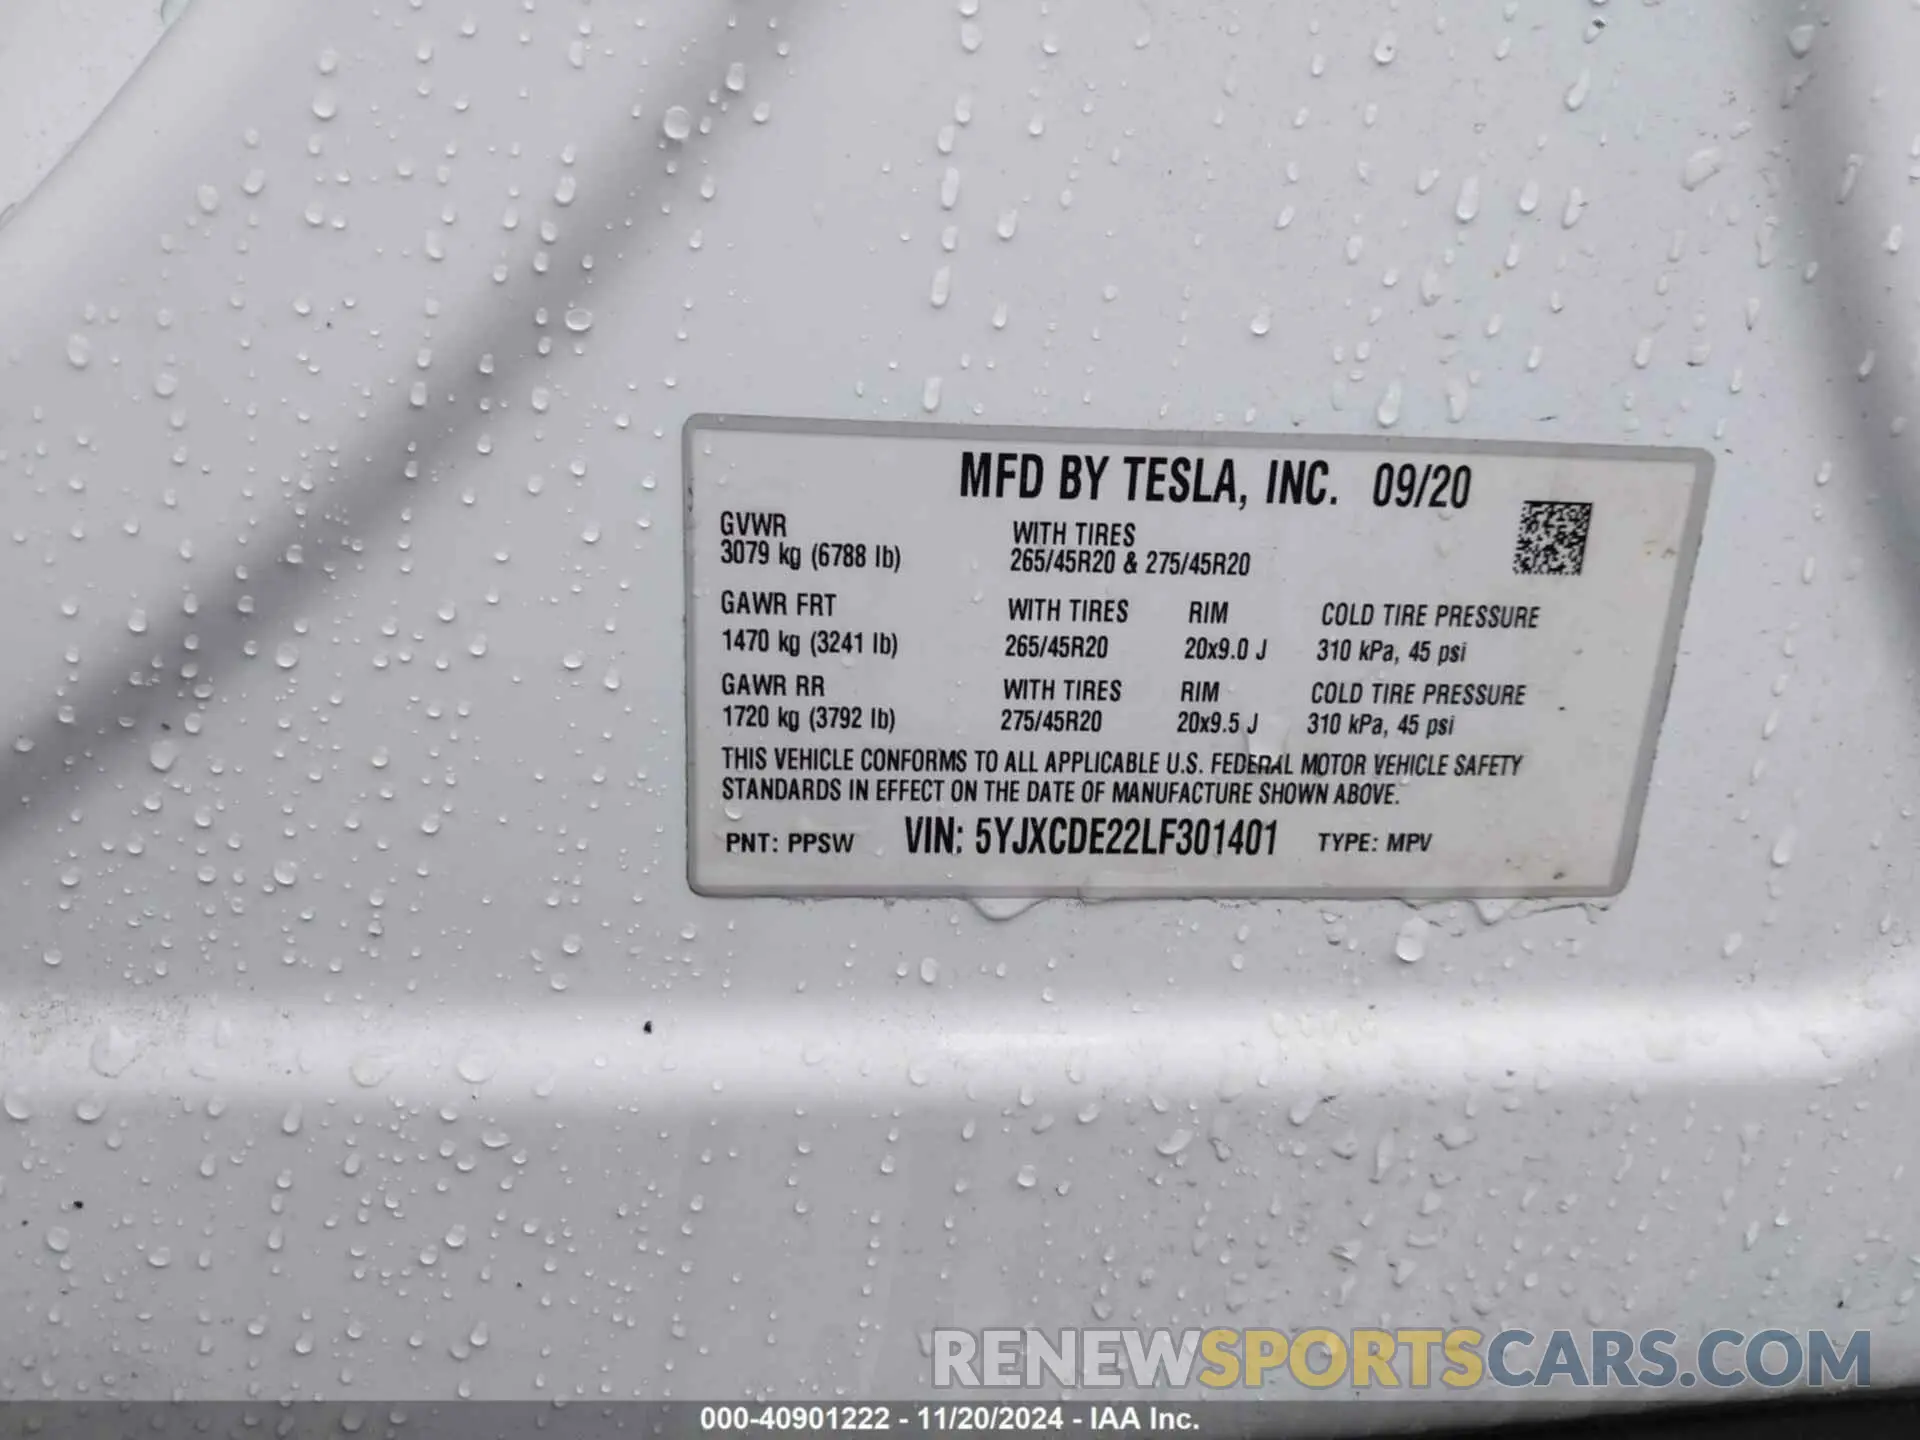 MFD BY TESLA, INC. 09/20
GVWR WITH TIRES
3079 kg (6788 lb) 265/45R20 & 275/45R20
GAWR FRT WITH TIRES RIM COLD TIRE PRESSURE
1470 kg (3241 lb) 265/45R20 20x9.0 J 310 kPa, 45 psi
GAWR RR WITH TIRES RIM COLD TIRE PRESSURE
1720 kg (3792 lb) 275/45R20 20x9.5 J 310 kPa, 45 psi
THIS VEHICLE CONFORMS TO ALL APPLICABLE U.S. FEDERAL MOTOR VEHICLE SAFETY
STANDARDS IN EFFECT ON THE DATE OF MANUFACTURE SHOWN ABOVE.
PNT: PPSW VIN: 5YJXCDE22LF301401 TYPE: MPV
RENEWSPORTSCARS.COM
000-40901222 - 11/20/2024 - IAA Inc.